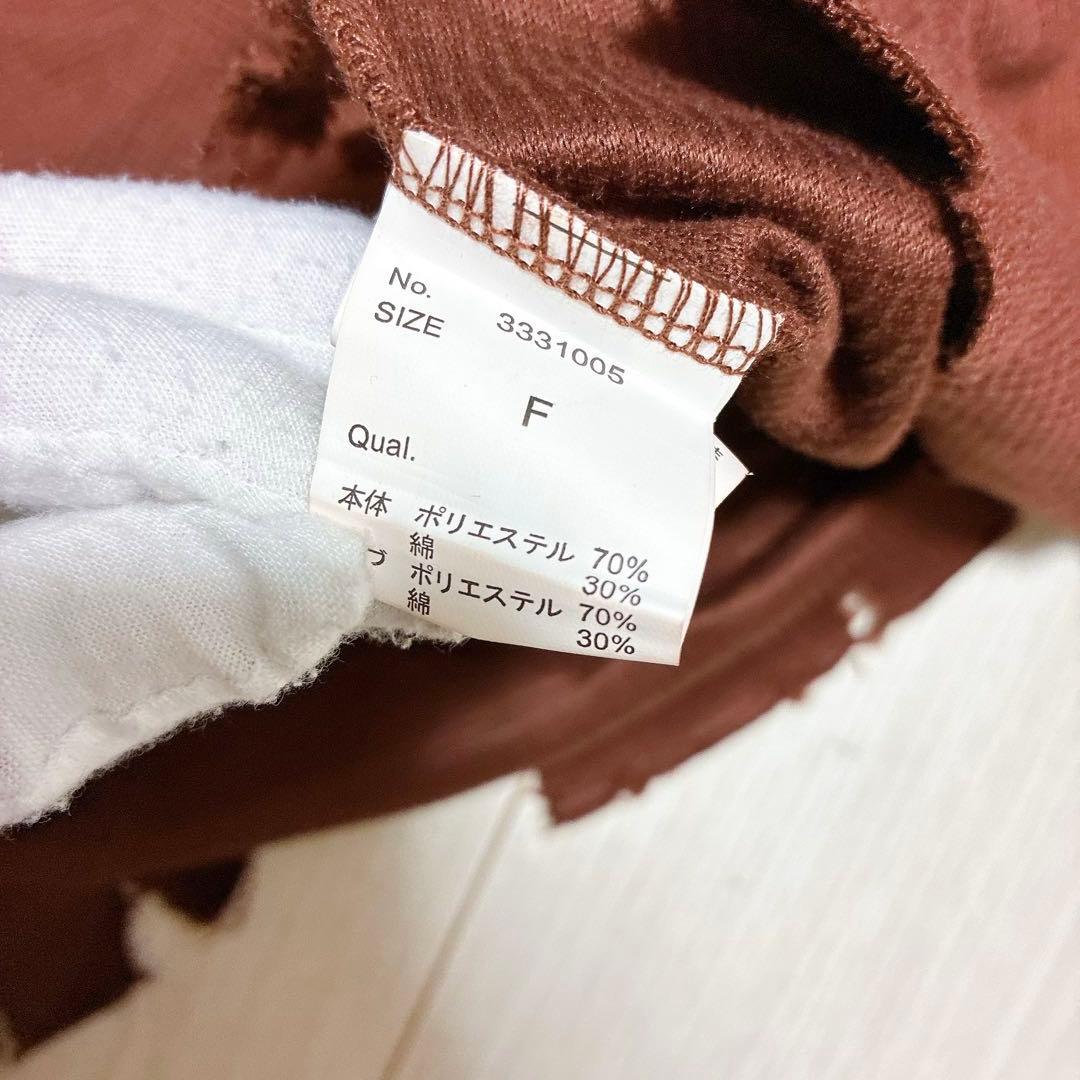 No. 3331005
SIZE F
Qual.
本体 ポリエステル 70%
綿 30%
ブ ポリエステル 70%
綿 30%